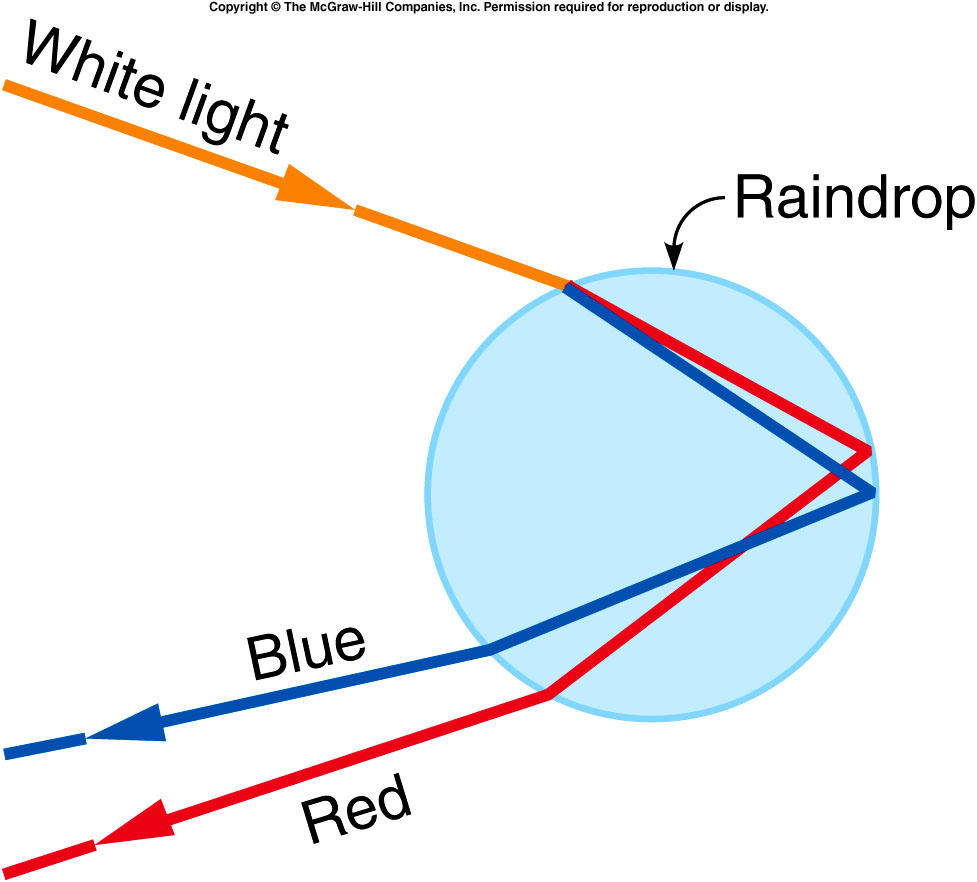 Copyright © The McGraw-Hill Companies, Inc. Permission required for reproduction or display.
White light
Raindrop
Blue
Red